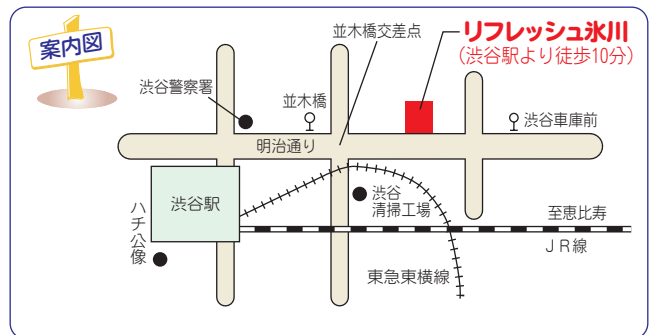 案内図
並木橋交差点
リフレッシュ氷川
(渋谷駅より徒歩10分)
渋谷警察署
並木橋
渋谷車庫前
明治通り
渋谷駅
渋谷
清掃工場
ハチ公像
至恵比寿
JR線
東急東横線